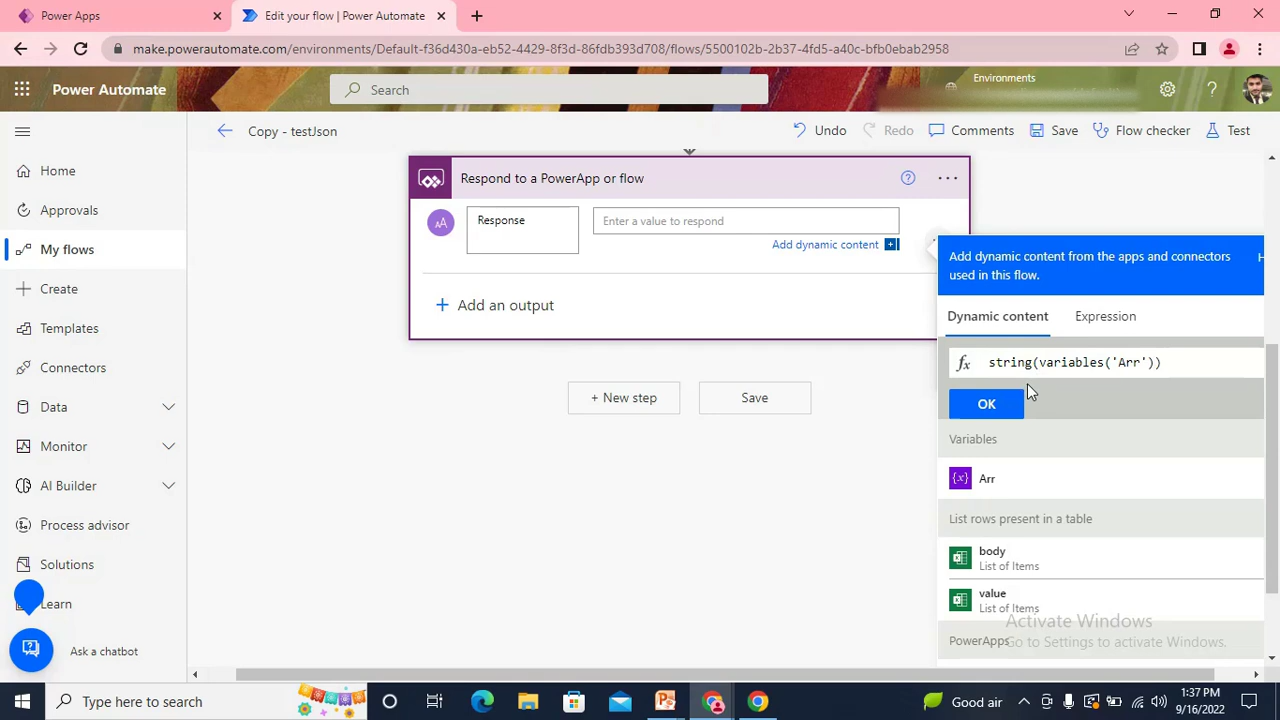 Power Apps
Edit your flow | Power Automate
make.powerautomate.com/environments/Default-f36d430a-eb52-4429-8f3d-86fdb393d708/flows/5500102b-2b37-4fd5-a40c-bfb0ebab2958
Power Automate
Search
Environments
Copy - testJson
Undo
Redo
Comments
Save
Flow checker
Test
Home
Approvals
My flows
Create
Templates
Connectors
Data
Monitor
AI Builder
Process advisor
Solutions
Learn
Ask a chatbot
Respond to a PowerApp or flow
Response
Enter a value to respond
Add dynamic content
Add an output
+ New step
Save
Add dynamic content from the apps and connectors
used in this flow.
Dynamic content
Expression
fx string(variables('Arr'))
OK
Variables
{x} Arr
List rows present in a table
body
List of Items
value
List of Items
PowerApps
Activate Windows
Go to Settings to activate Windows.
Type here to search
Good air
1:37 PM
9/16/2022